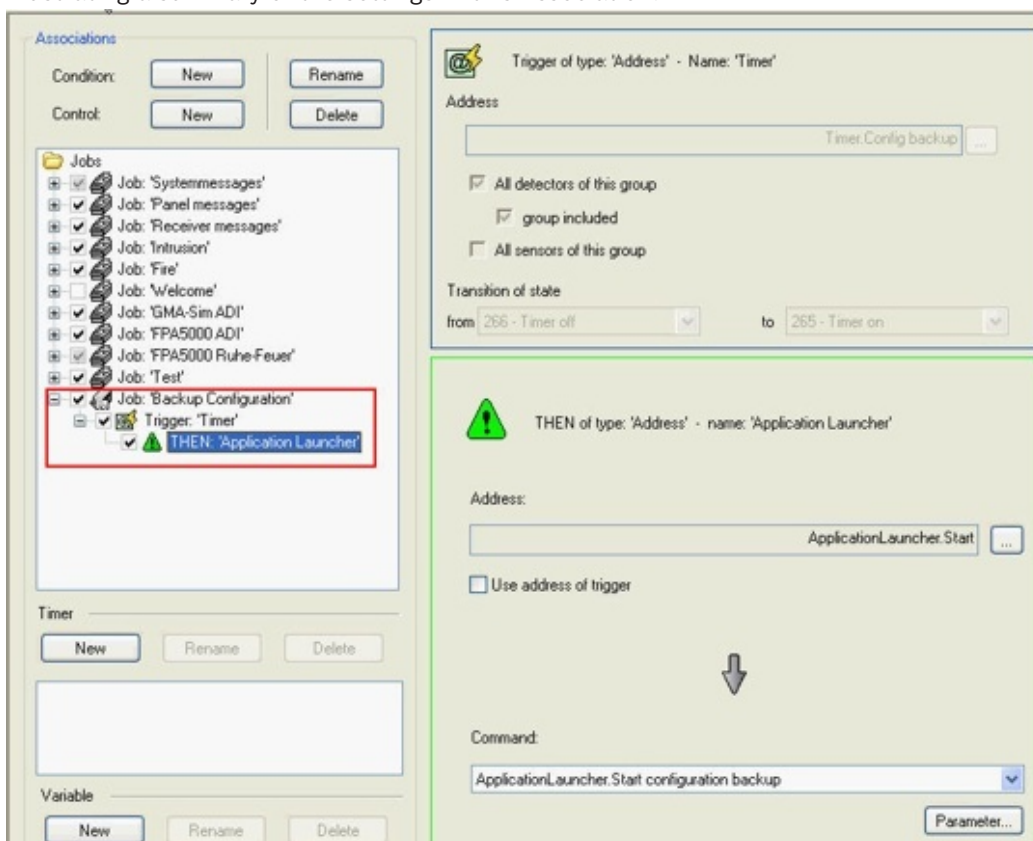 Associations
Condition: New Rename
Control: New Delete
Jobs
Job: 'Systemmessages'
Job: 'Panel messages'
Job: 'Receiver messages'
Job: 'Intrusion'
Job: 'Fire'
Job: 'Welcome'
Job: 'GMA-Sim ADI'
Job: 'FPA5000 ADI'
Job: 'FPA5000 Ruhe-Feuer'
Job: 'Test'
Job: 'Backup Configuration'
Trigger: 'Timer'
THEN: 'Application Launcher'
Timer
New Rename Delete
Variable
New Rename Delete
Trigger of type: 'Address' - Name: 'Timer'
Address
Timer.Config backup ...
All detectors of this group
group included
All sensors of this group
Transition of state
from 266 - Timer off to 265 - Timer on
THEN of type: 'Address' - name: 'Application Launcher'
Address:
ApplicationLauncher.Start ...
Use address of trigger
Command:
ApplicationLauncher.Start configuration backup
Parameter...